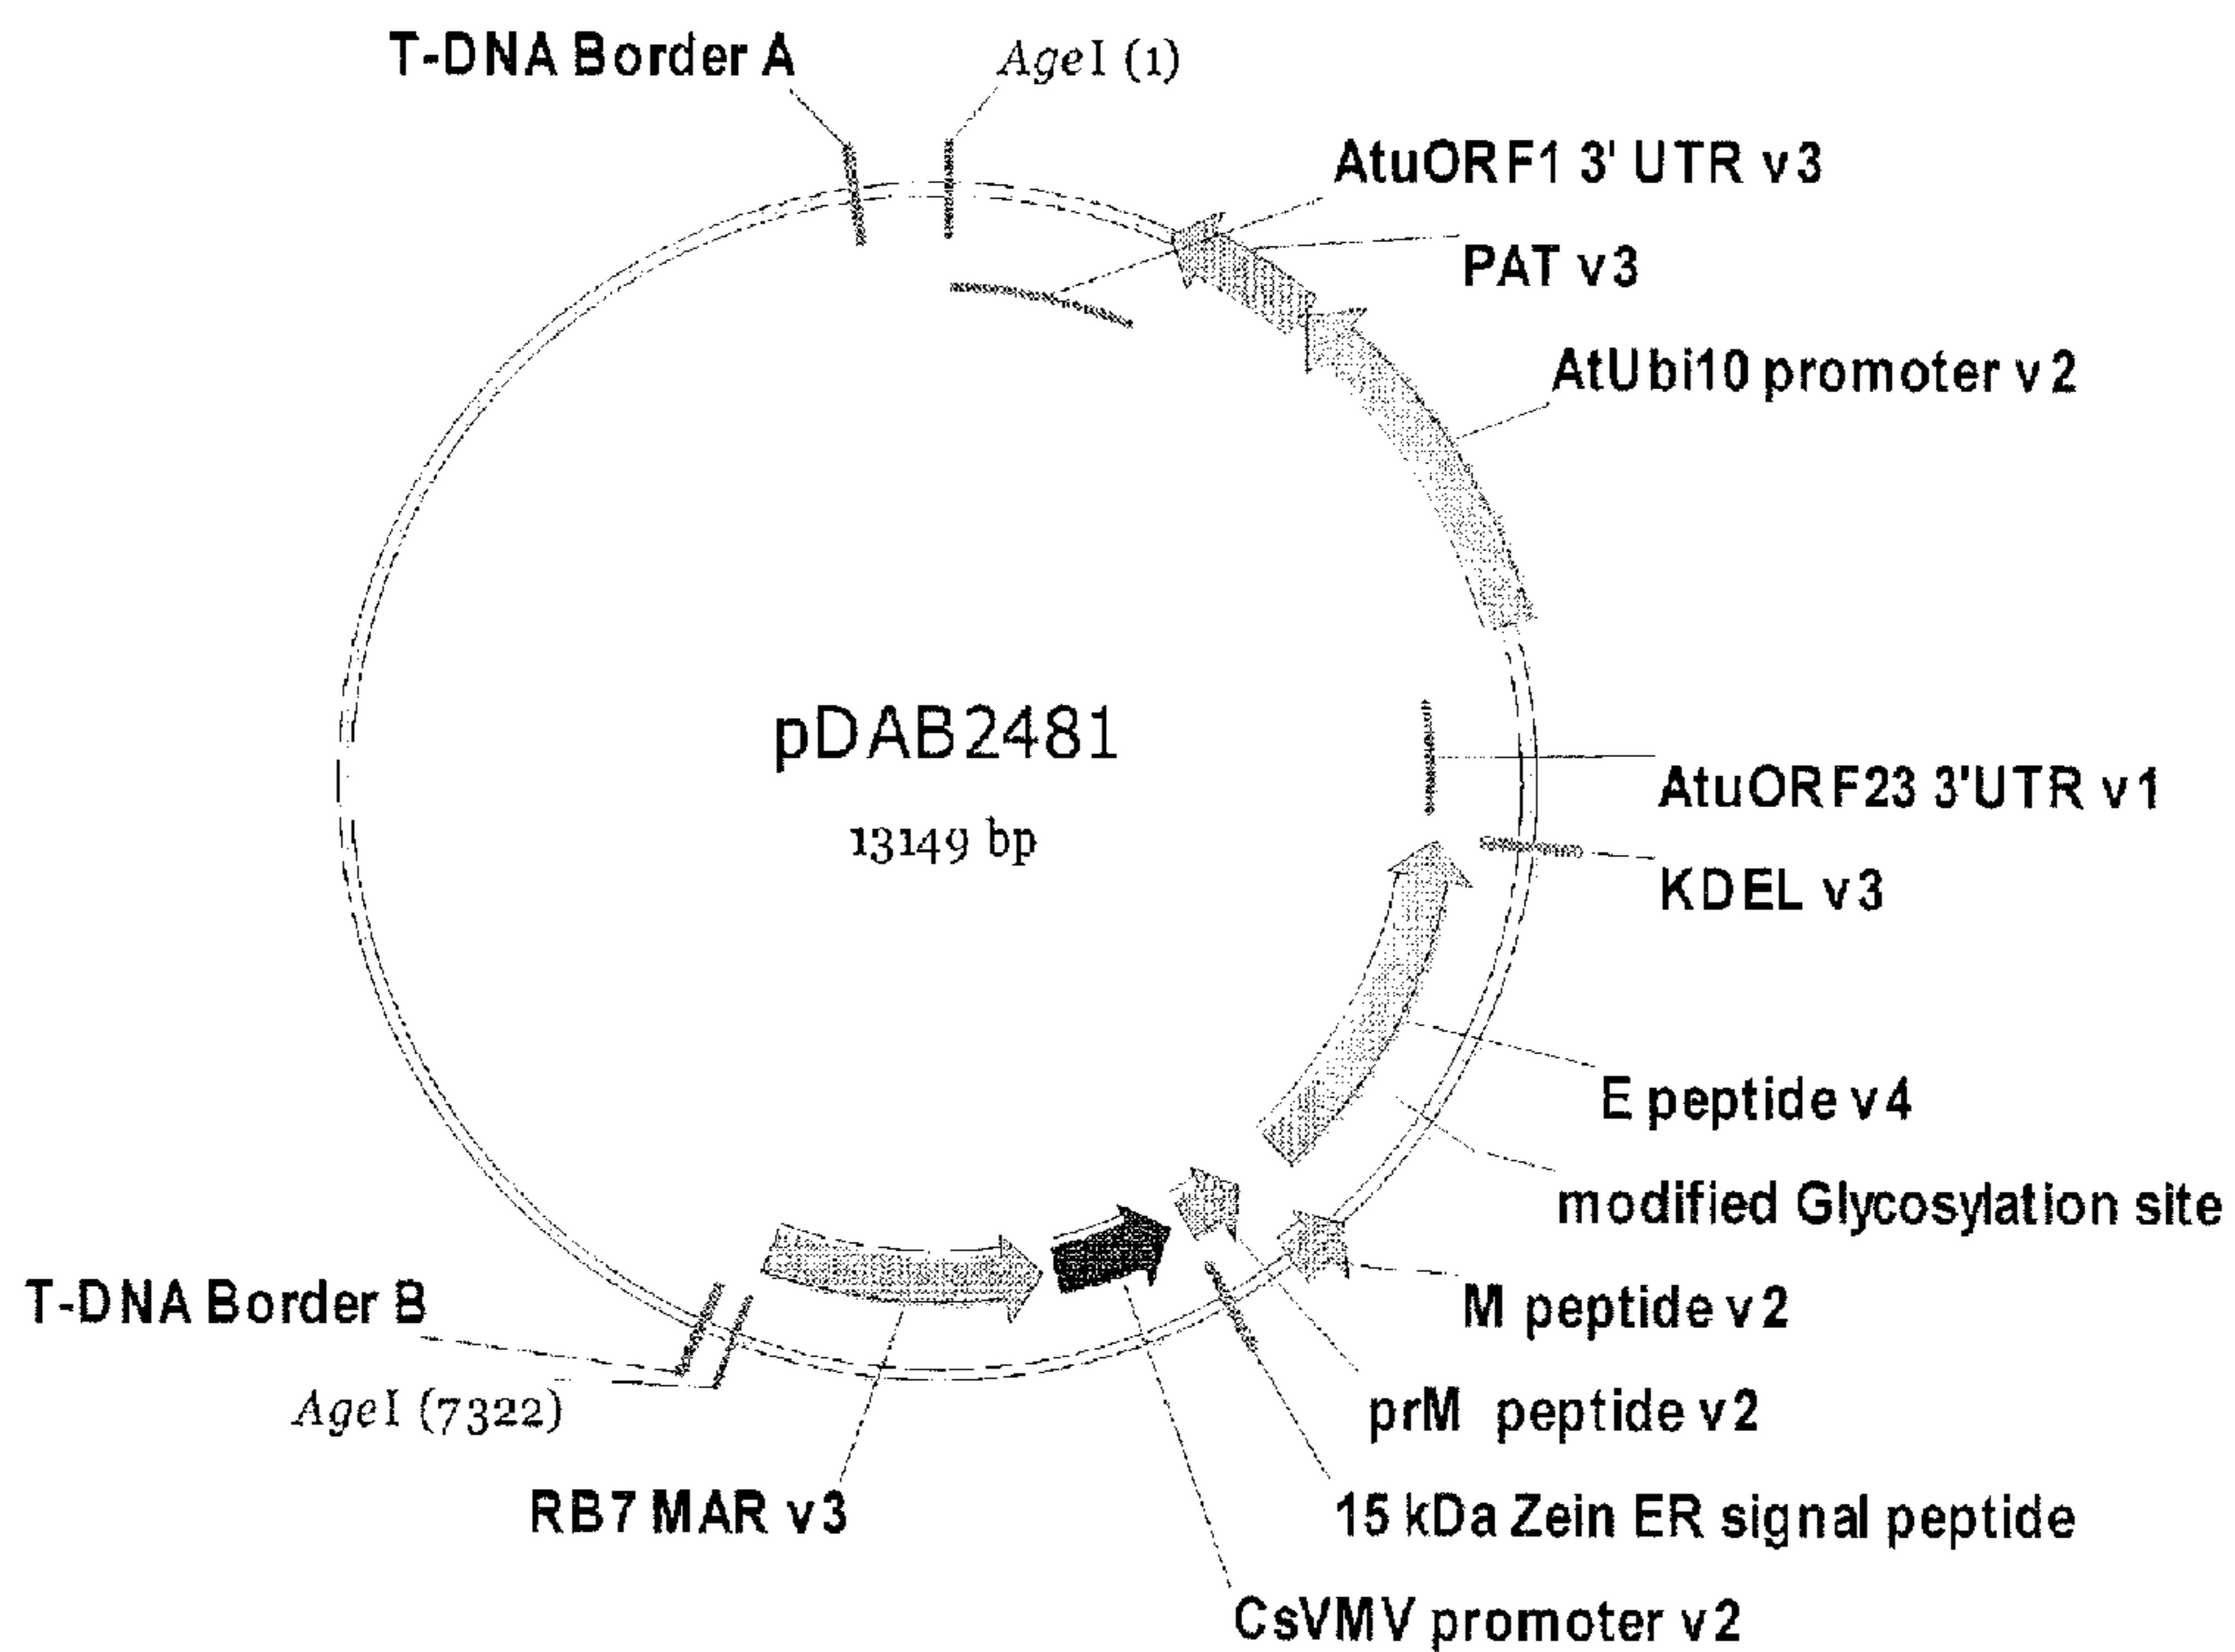 T-DNA Border A
AgeI (1)
AtuORF1 3' UTR v3
PAT v3
AtUbi10 promoter v2
pDAB2481
13149 bp
AtuORF23 3'UTR v1
KDEL v3
E peptide v4
modified Glycosylation site
T-DNA Border B
M peptide v2
AgeI (7322)
prM peptide v2
RB7 MAR v3
15 kDa Zein ER signal peptide
CsVMV promoter v2